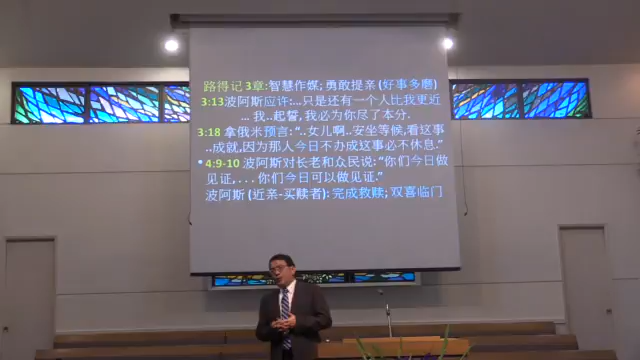 路得记 3章:智慧作媒; 勇敢提亲 (好事多磨)
3:13波阿斯应许:...只是还有一个人比我更近
... 我..起誓, 我必为你尽了本分.
3:18 拿俄米预言: “..女儿啊..安坐等候,看这事
..成就,因为那人今日不办成这事必不休息.”
• 4:9-10 波阿斯对长老和众民说: “你们今日做
见证, . . . 你们今日可以做见证.”
波阿斯 (近亲-买赎者): 完成救赎; 双喜临门